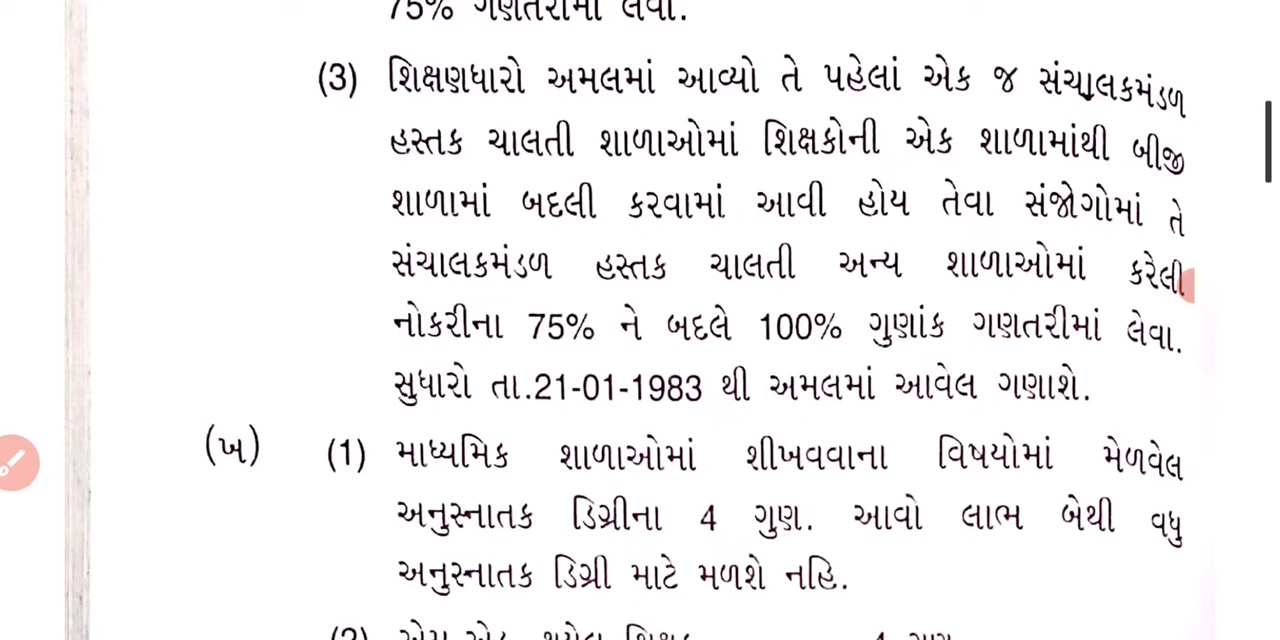 75% ગણતરીમાં લેવા.
(3) શિક્ષણધારો અમલમાં આવ્યો તે પહેલાં એક જ સંચાલકમંડળ
હસ્તક ચાલતી શાળાઓમાં શિક્ષકોની એક શાળામાંથી બીજી
શાળામાં બદલી કરવામાં આવી હોય તેવા સંજોગોમાં તે
સંચાલકમંડળ હસ્તક ચાલતી અન્ય શાળાઓમાં કરેલી
નોકરીના 75% ને બદલે 100% ગુણાંક ગણતરીમાં લેવા.
સુધારો તા.21-01-1983 થી અમલમાં આવેલ ગણાશે.
(ખ) (1) માધ્યમિક શાળાઓમાં શીખવવાના વિષયોમાં મેળવેલ
અનુસ્નાતક ડિગ્રીના 4 ગુણ. આવો લાભ બેથી વધુ
અનુસ્નાતક ડિગ્રી માટે મળશે નહિ.